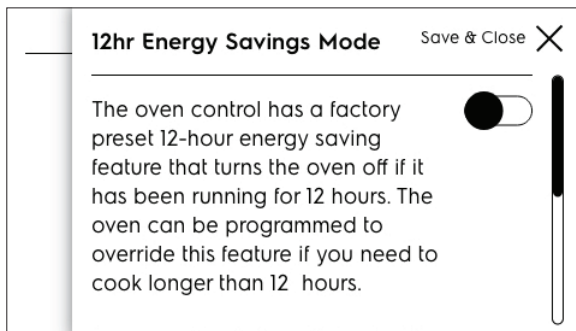 12hr Energy Savings Mode
Save & Close
The oven control has a factory
preset 12-hour energy saving
feature that turns the oven off if it
has been running for 12 hours. The
oven can be programmed to
override this feature if you need to
cook longer than 12  hours.